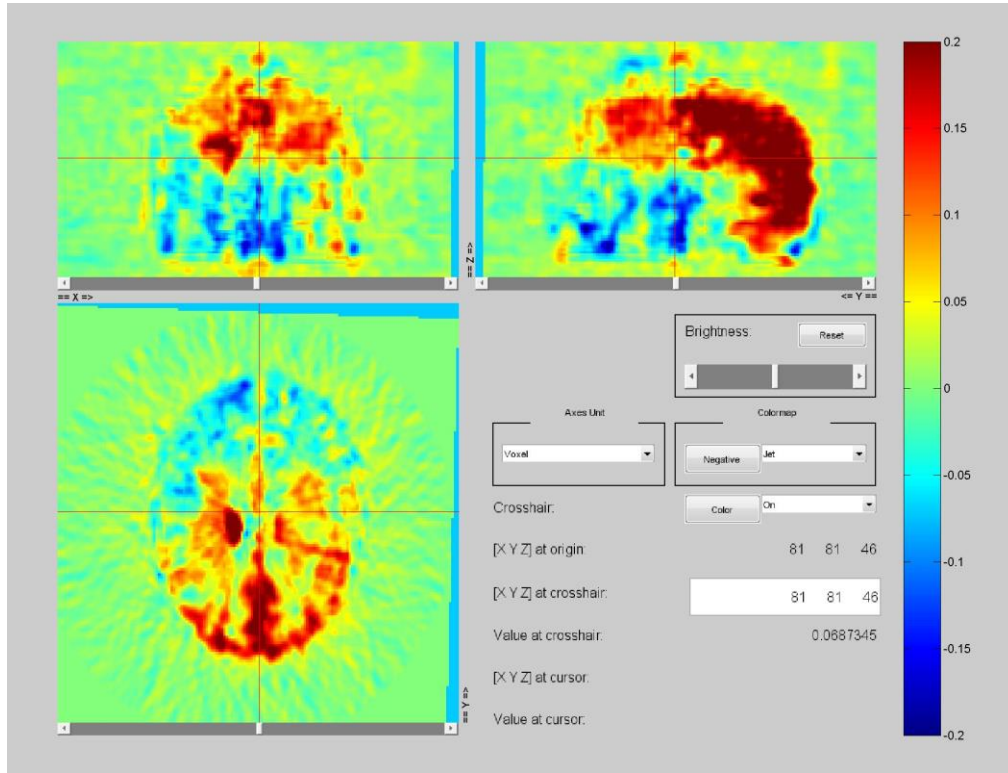 0.2
0.15
0.1
0.05
0
-0.05
-0.1
-0.15
-0.2
== Z =>
== X =>
<= Y ==
Brightness:
Reset
Axes Unit
Colormap
Voxel
Negative
Jet
Crosshair:
Color
On
[X Y Z] at origin:
81 81 46
[X Y Z] at crosshair:
81 81 46
Value at crosshair:
0.0687345
[X Y Z] at cursor:
Value at cursor:
== Y =>